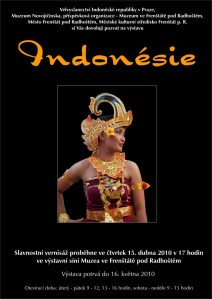 Velvyslanectví Indonéské republiky v Praze,
Muzeum Novojičínska, příspěvková organizace - Muzeum ve Frenštátě pod Radhoštěm,
Město Frenštát pod Radhoštěm, Městské kulturní středisko Frenštát p. R.
si Vás dovolují pozvat na výstavu
Indonésie
Slavnostní vernisáž proběhne ve čtvrtek 15. dubna 2010 v 17 hodin
ve výstavní síni Muzea ve Frenštátě pod Radhoštěm
Výstava potrvá do 16. května 2010
Otevírací doba: úterý - pátek 9 - 12, 13 - 16 hodin, sobota - neděle 9 - 15 hodin